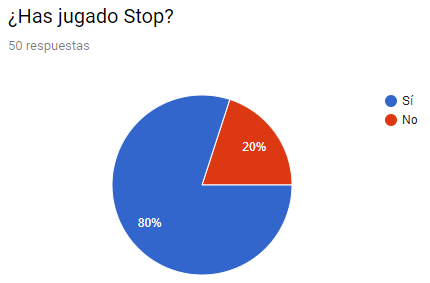 ¿Has jugado Stop?
50 respuestas
Sí
No
20%
80%